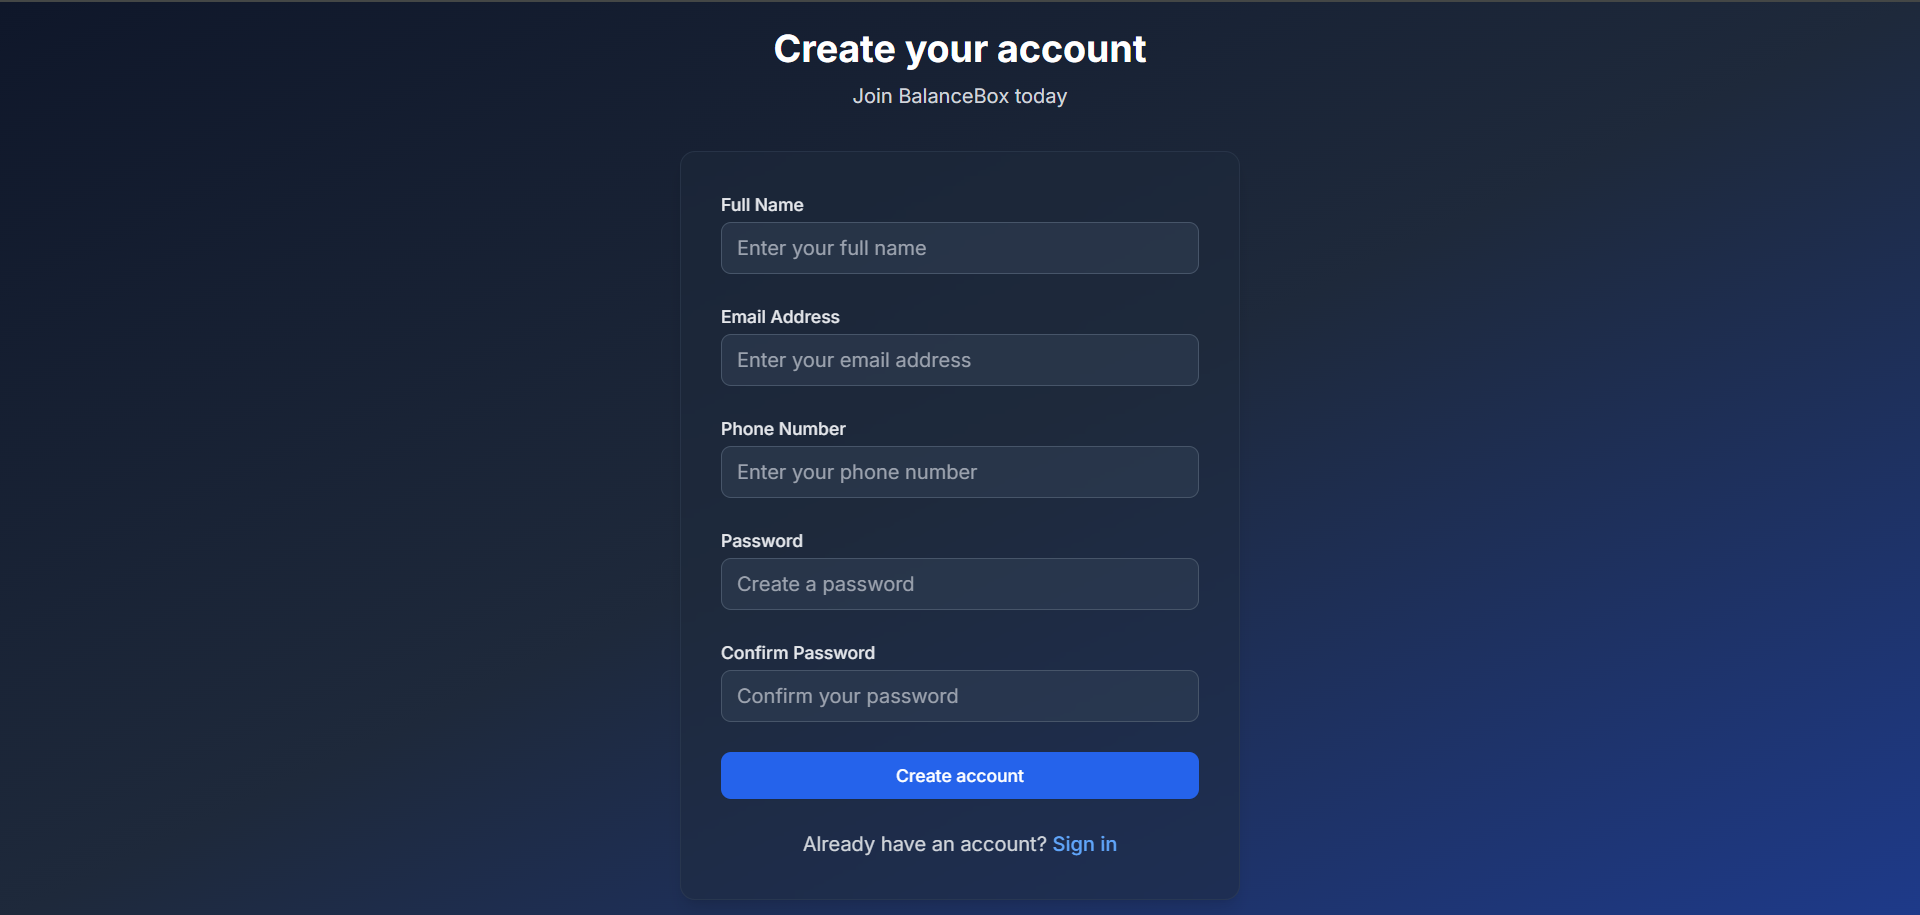 Create your account
Join BalanceBox today
Full Name
Enter your full name
Email Address
Enter your email address
Phone Number
Enter your phone number
Password
Create a password
Confirm Password
Confirm your password
Create account
Already have an account? Sign in